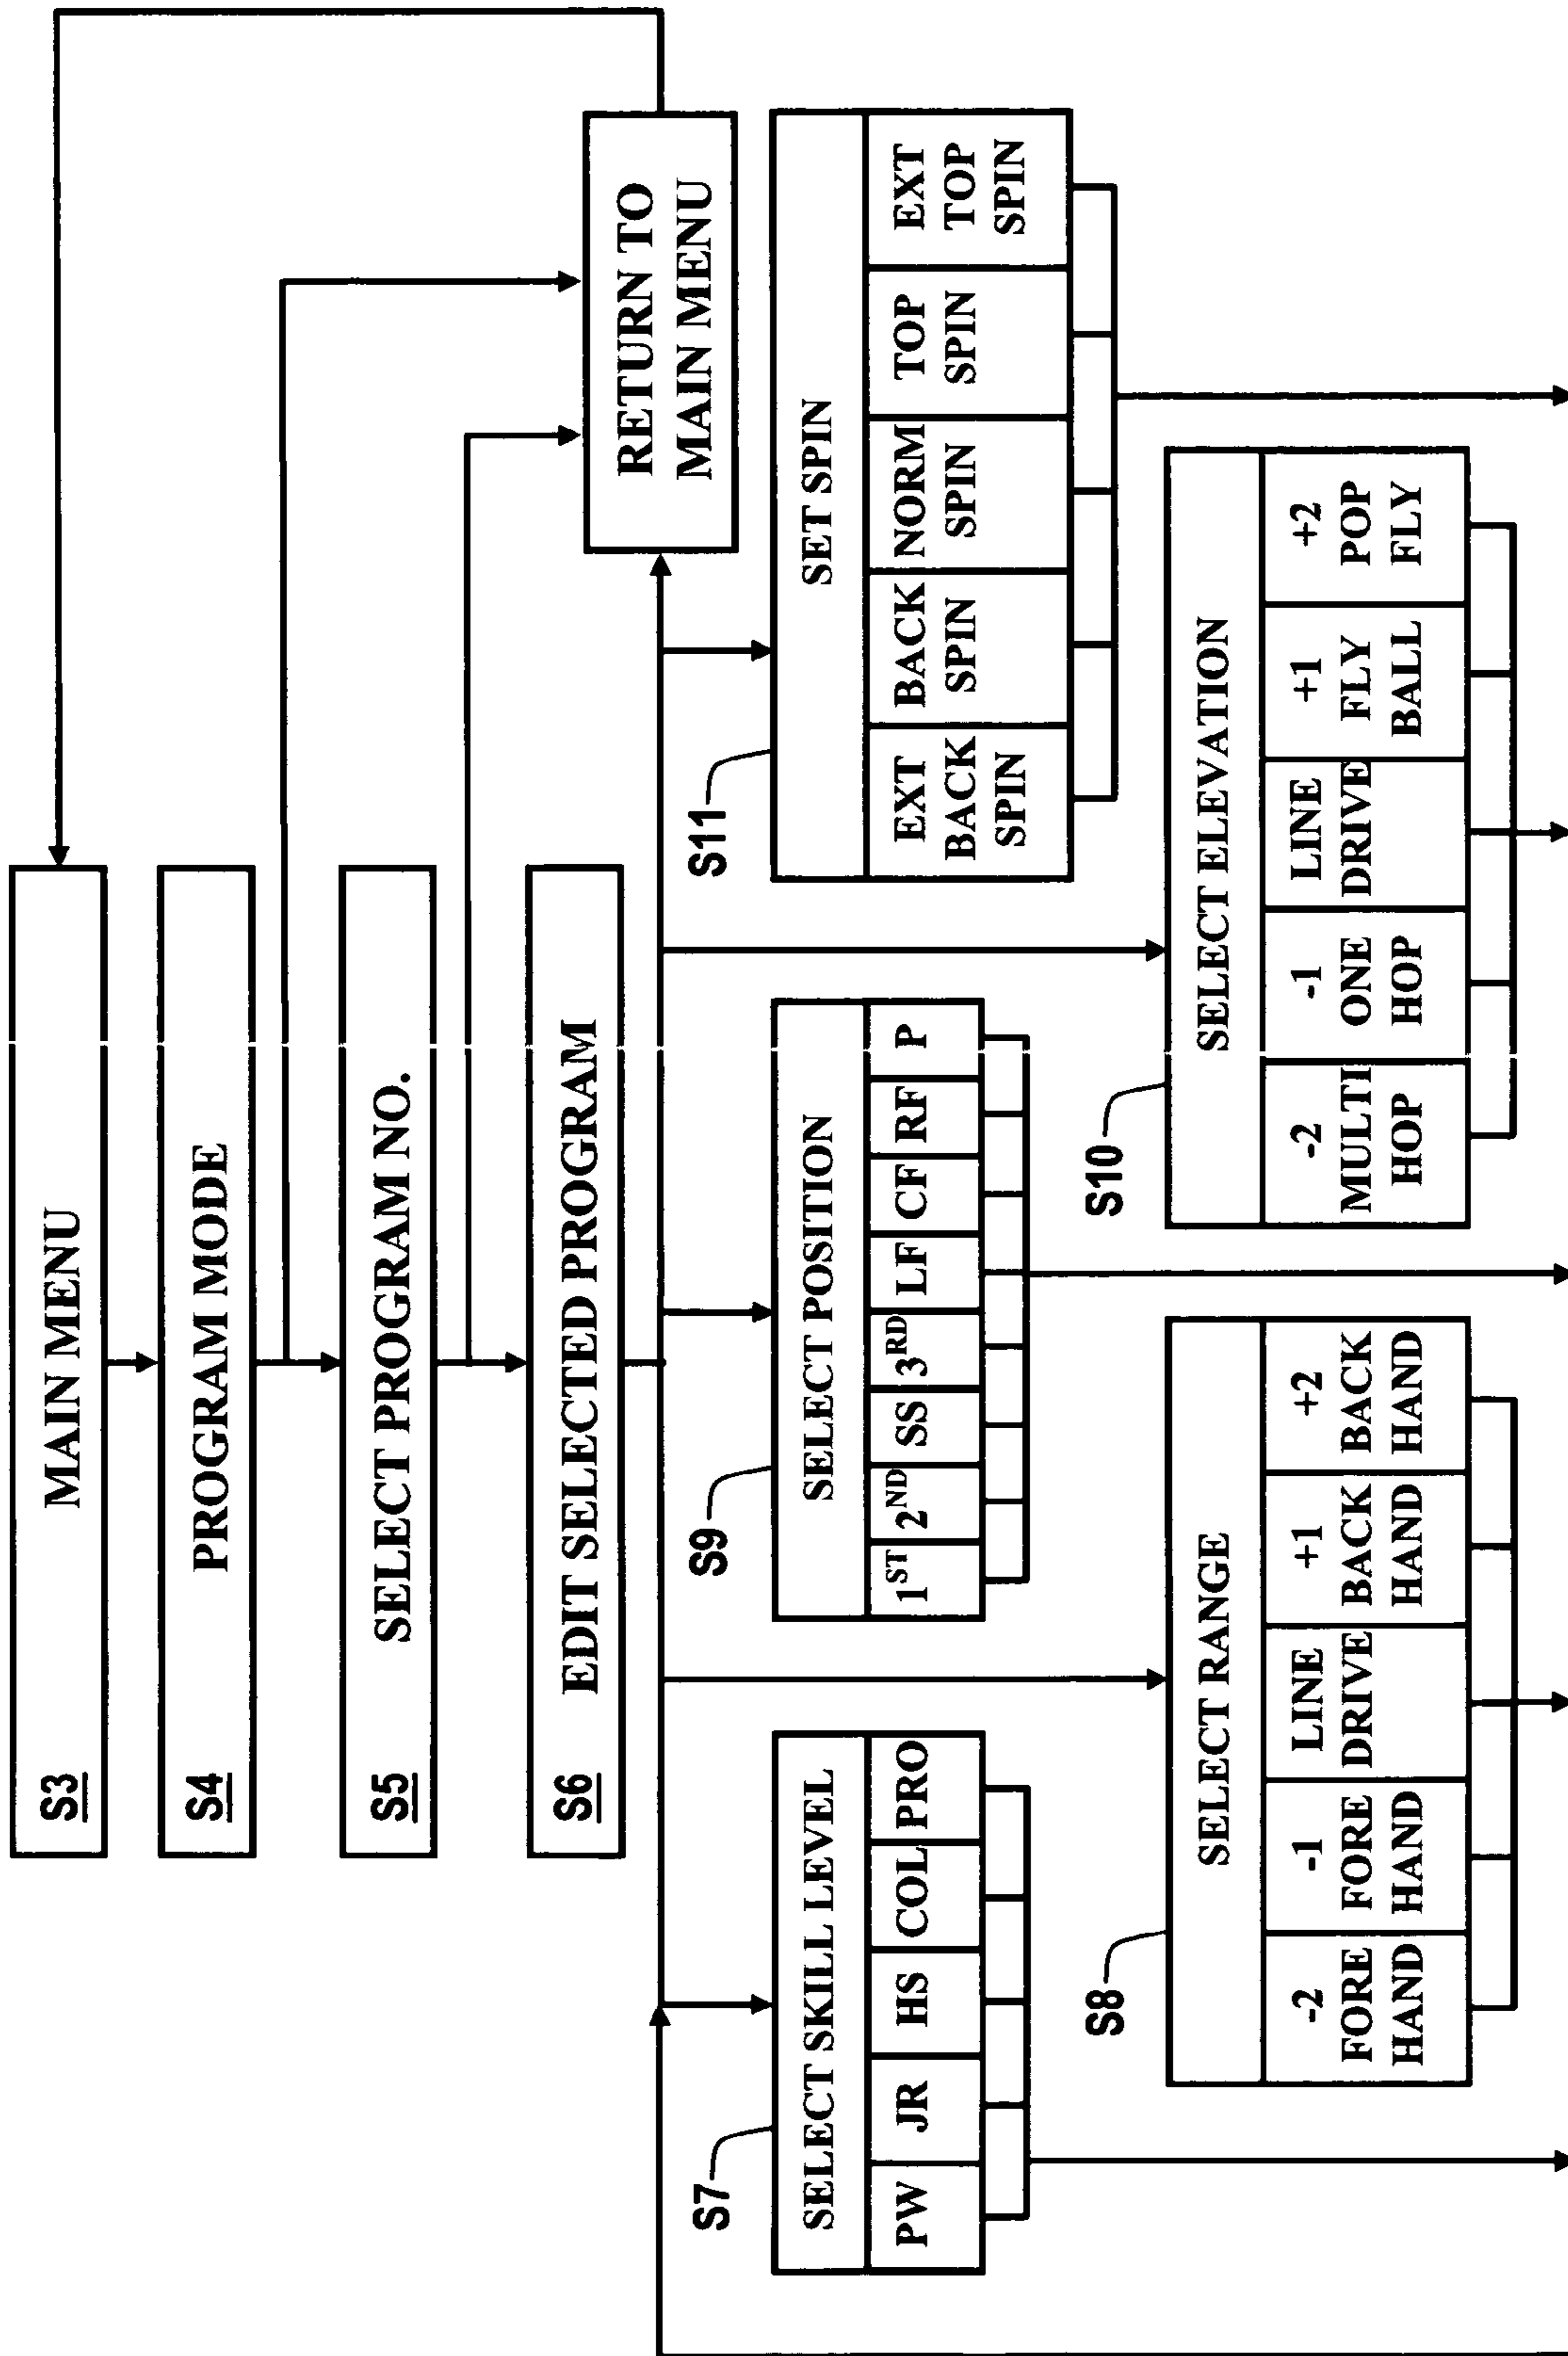 S3
MAIN MENU
S4
PROGRAM MODE
S5
SELECT PROGRAM NO.
S6
EDIT SELECTED PROGRAM
RETURN TO
MAIN MENU
S7
SELECT SKILL LEVEL
PW
JR
HS
COL
PRO
S9
SELECT POSITION
1ST
2ND
SS
3RD
LF
CF
RF
P
S11
SET SPIN
EXT
BACK
SPIN
BACK
SPIN
NORM
SPIN
TOP
SPIN
EXT
TOP
SPIN
S8
SELECT RANGE
-2
FORE
HAND
-1
FORE
HAND
LINE
DRIVE
+1
BACK
HAND
+2
BACK
HAND
S10
SELECT ELEVATION
-2
MULTI
HOP
-1
ONE
HOP
LINE
DRIVE
+1
FLY
BALL
+2
POP
FLY